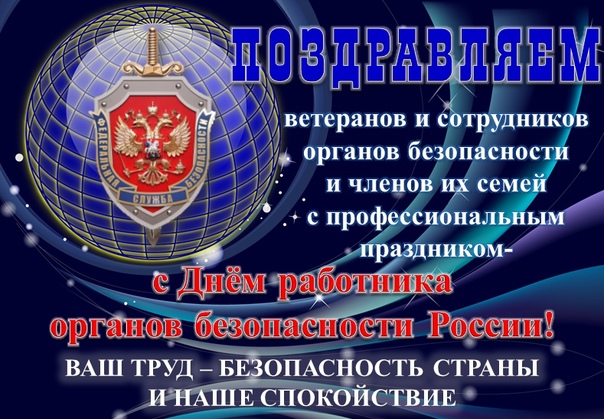 ПОЗДРАВЛЯЕМ
ветеранов и сотрудников
органов безопасности
и членов их семей
с профессиональным
праздником-
с Днём работника
органов безопасности России!
ВАШ ТРУД – БЕЗОПАСНОСТЬ СТРАНЫ
И НАШЕ СПОКОЙСТВИЕ
ФЕДЕРАЛЬНАЯ
СЛУЖБА
БЕЗОПАСНОСТИ